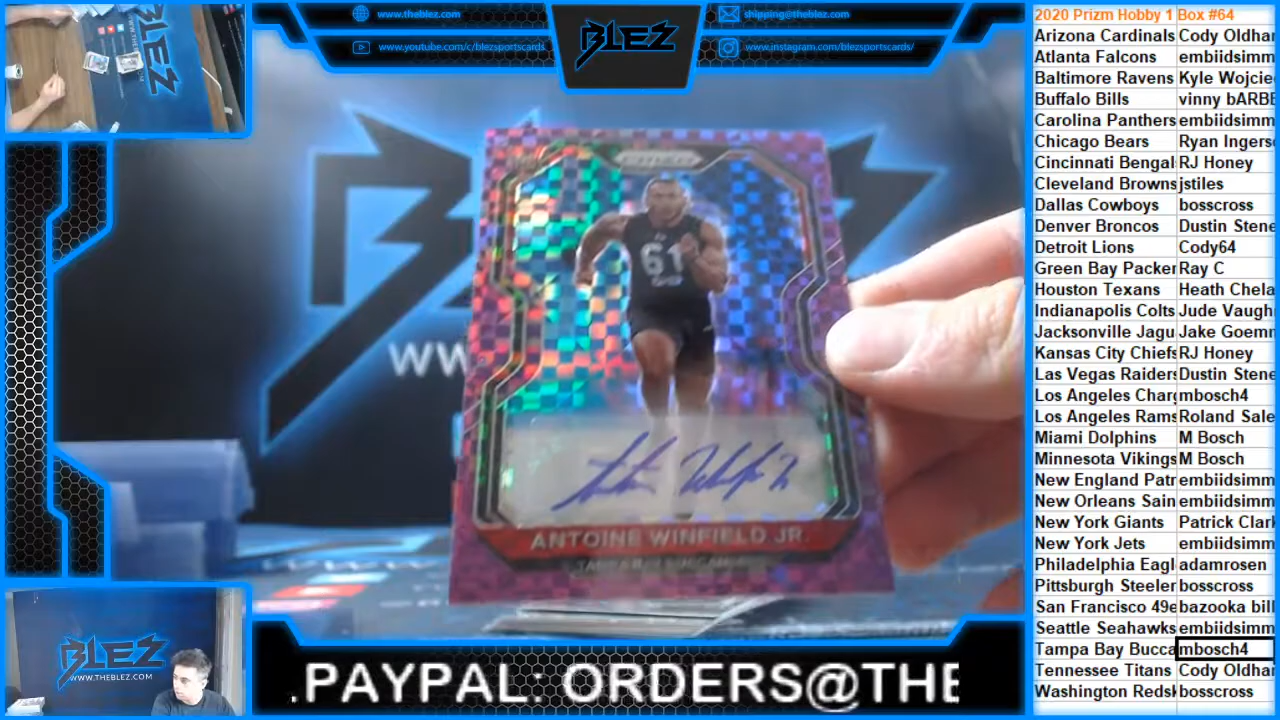 www.theblez.com
shipping@theblez.com
www.youtube.com/c/blezsportscards
www.instagram.com/blezsportscards/
BLEZ
PRIZM
61
ANTOINE WINFIELD JR.
BLEZ
WWW.THEBLEZ.COM
.PAYPAL: ORDERS@THE
2020 Prizm Hobby 1 Box #64
Arizona Cardinals Cody Oldhar
Atlanta Falcons embiidsimm
Baltimore Ravens Kyle Wojcie
Buffalo Bills vinny bARBE
Carolina Panthers embiidsimm
Chicago Bears Ryan Ingers
Cincinnati Bengal RJ Honey
Cleveland Browns jstiles
Dallas Cowboys bosscross
Denver Broncos Dustin Stene
Detroit Lions Cody64
Green Bay Packer Ray C
Houston Texans Heath Chela
Indianapolis Colts Jude Vaugh
Jacksonville Jagu Jake Goemn
Kansas City Chiefs RJ Honey
Las Vegas Raiders Dustin Stene
Los Angeles Charg mbosch4
Los Angeles Rams Roland Sale
Miami Dolphins M Bosch
Minnesota Vikings M Bosch
New England Patr embiidsimm
New Orleans Sain embiidsimm
New York Giants Patrick Clark
New York Jets embiidsimm
Philadelphia Eagl adamrosen
Pittsburgh Steeler bosscross
San Francisco 49e bazooka bill
Seattle Seahawks embiidsimm
Tampa Bay Bucca mbosch4
Tennessee Titans Cody Oldhar
Washington Redsk bosscross